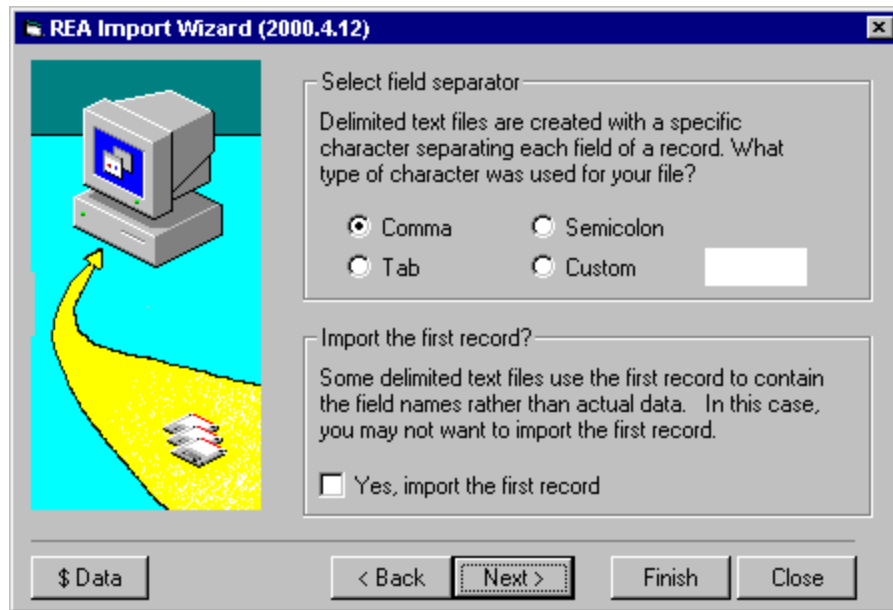 REA Import Wizard (2000.4.12)
Select field separator
Delimited text files are created with a specific
character separating each field of a record. What
type of character was used for your file?
Comma Semicolon
Tab Custom
Import the first record?
Some delimited text files use the first record to contain
the field names rather than actual data.   In this case,
you may not want to import the first record.
Yes, import the first record
$ Data < Back Next > Finish Close